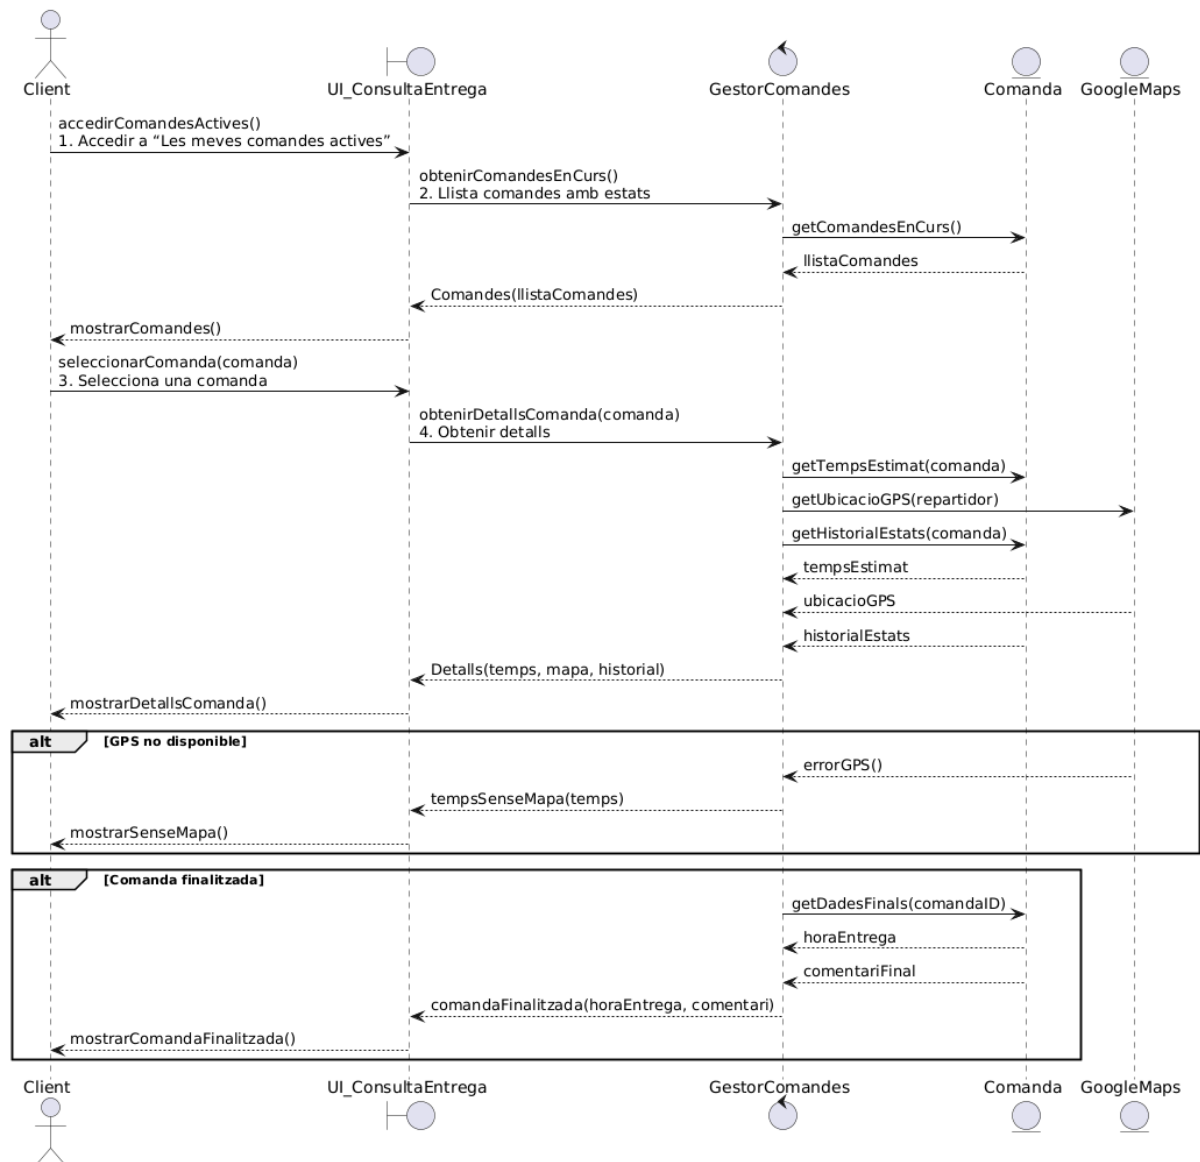 Client
UI_ConsultaEntrega
GestorComandes
Comanda
GoogleMaps
accedirComandesActives()
1. Accedir a “Les meves comandes actives”
obtenirComandesEnCurs()
2. Llista comandes amb estats
getComandesEnCurs()
llistaComandes
Comandes(llistaComandes)
mostrarComandes()
seleccionarComanda(comanda)
3. Selecciona una comanda
obtenirDetallsComanda(comanda)
4. Obtenir detalls
getTempsEstimat(comanda)
getUbicacioGPS(repartidor)
getHistorialEstats(comanda)
tempsEstimat
ubicacioGPS
historialEstats
Detalls(temps, mapa, historial)
mostrarDetallsComanda()
alt [GPS no disponible]
errorGPS()
tempsSenseMapa(temps)
mostrarSenseMapa()
alt [Comanda finalitzada]
getDadesFinals(comandaID)
horaEntrega
comentariFinal
comandaFinalitzada(horaEntrega, comentari)
mostrarComandaFinalitzada()
Client
UI_ConsultaEntrega
GestorComandes
Comanda
GoogleMaps